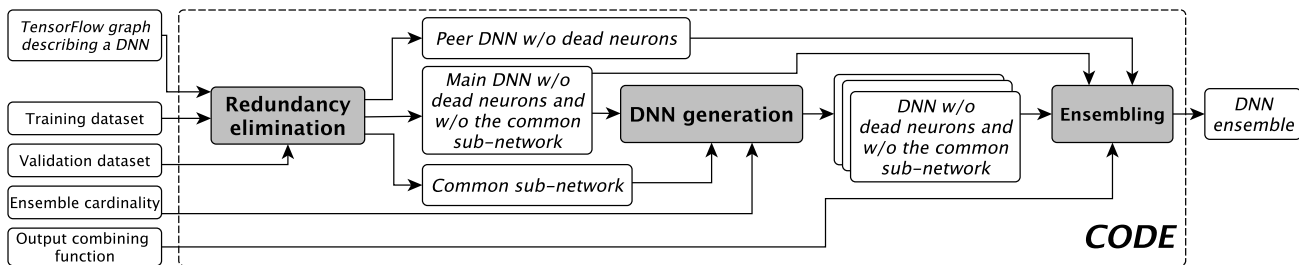 TensorFlow graph
describing a DNN
Training dataset
Validation dataset
Ensemble cardinality
Output combining
function
Redundancy
elimination
Peer DNN w/o dead neurons
Main DNN w/o
dead neurons and
w/o the common
sub-network
Common sub-network
DNN generation
DNN w/o
dead neurons and
w/o the common
sub-network
Ensembling
DNN
ensemble
CODE